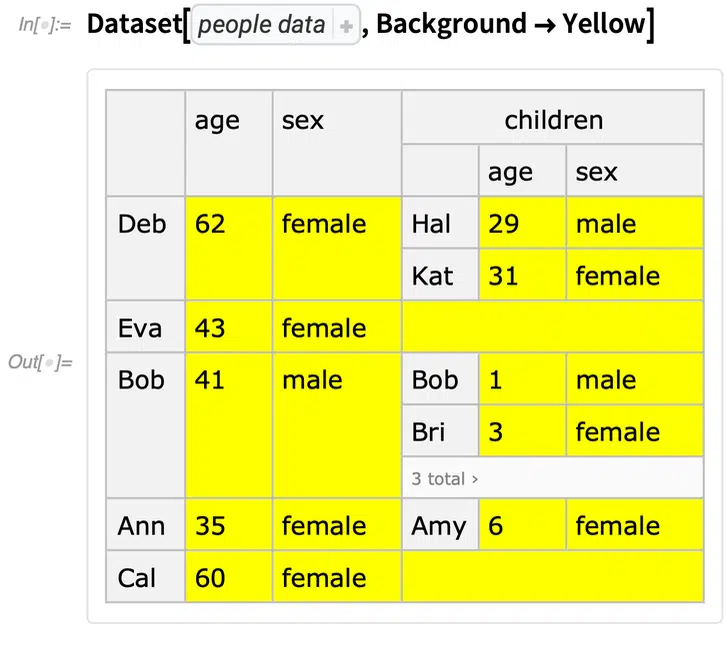 In[●]:= Dataset[ people data + , Background → Yellow]
age sex children
age sex
Deb 62 female Hal 29 male
Kat 31 female
Eva 43 female
Out[●]=
Bob 41 male Bob 1 male
Bri 3 female
3 total ›
Ann 35 female Amy 6 female
Cal 60 female